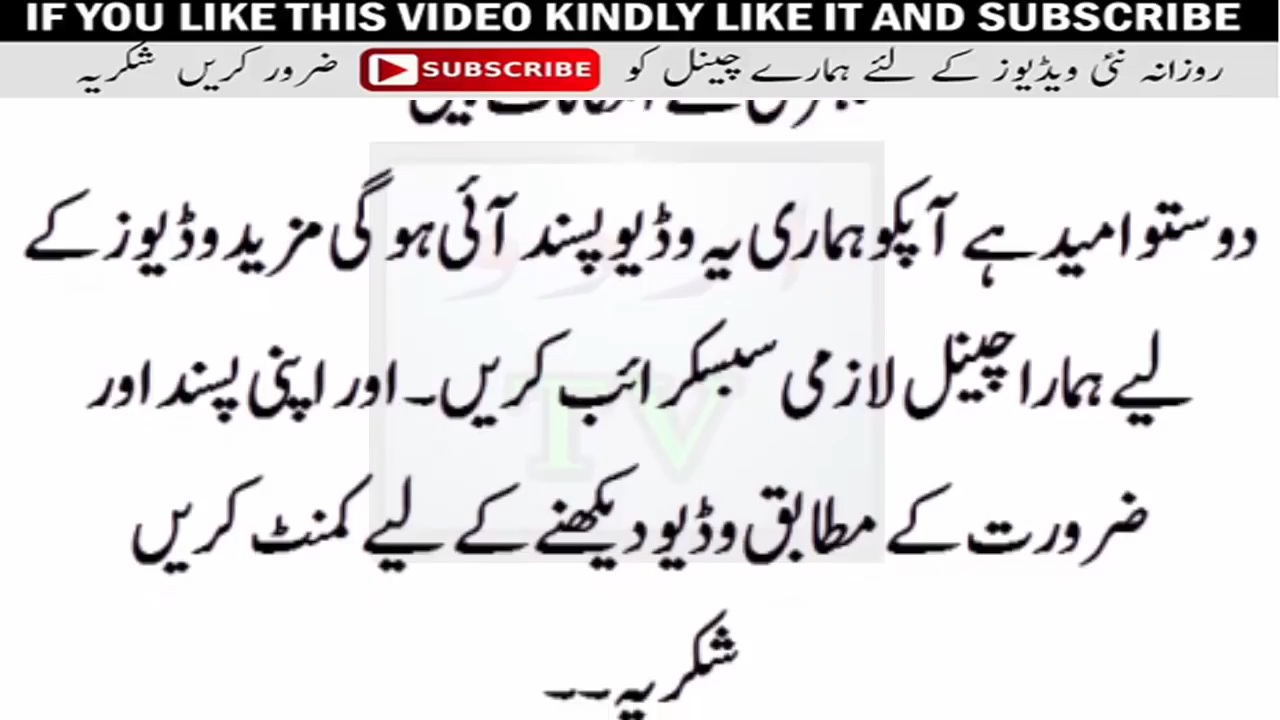 IF YOU LIKE THIS VIDEO KINDLY LIKE IT AND SUBSCRIBE
روزانہ نئی ویڈیوز کے لئے ہمارے چینل کو SUBSCRIBE ضرور کریں شکریہ
دوستو امید ہے آپکو ہماری یہ وڈیو پسند آئی ہو گی مزید وڈیوز کے
لیے ہمارا چینل لازمی سبسکرائب کریں۔ اور اپنی پسند اور
ضرورت کے مطابق وڈیو دیکھنے کے لیے کمنٹ کریں
شکریہ۔۔
اردو
TV